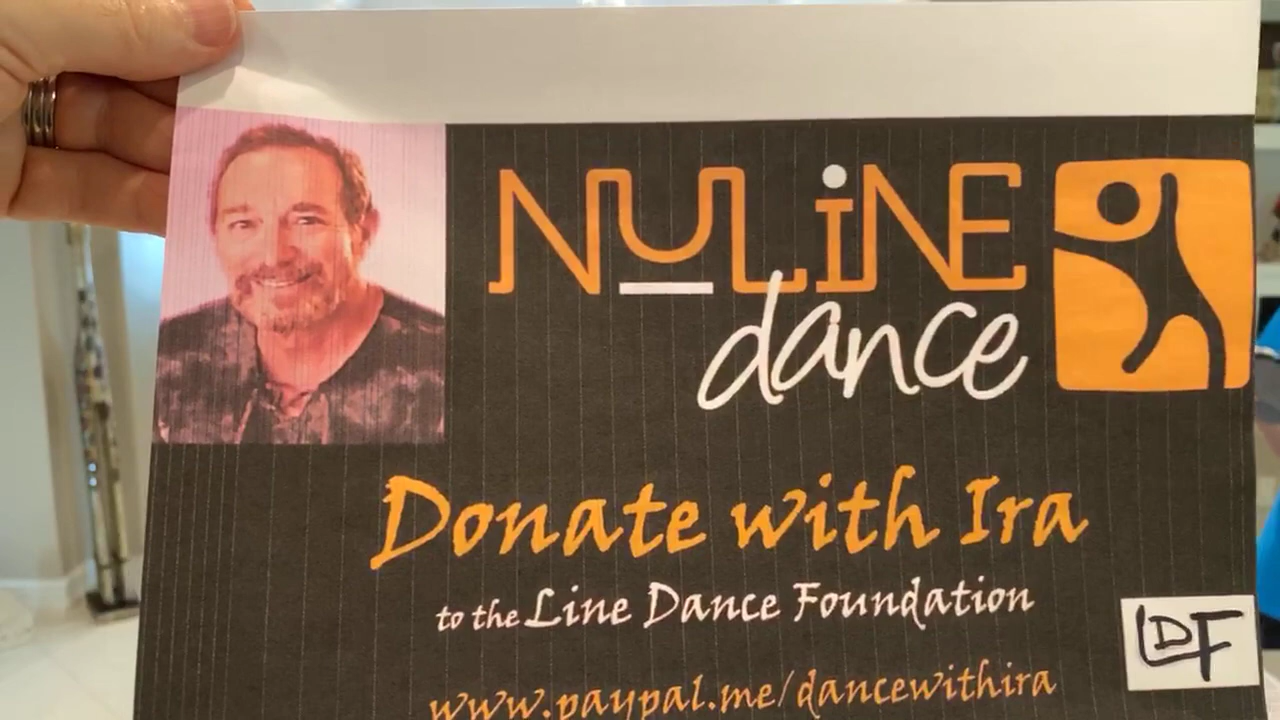 NULiNE
dance
Donate with Ira
to the Line Dance Foundation
LDF
www.paypal.me/dancewithira